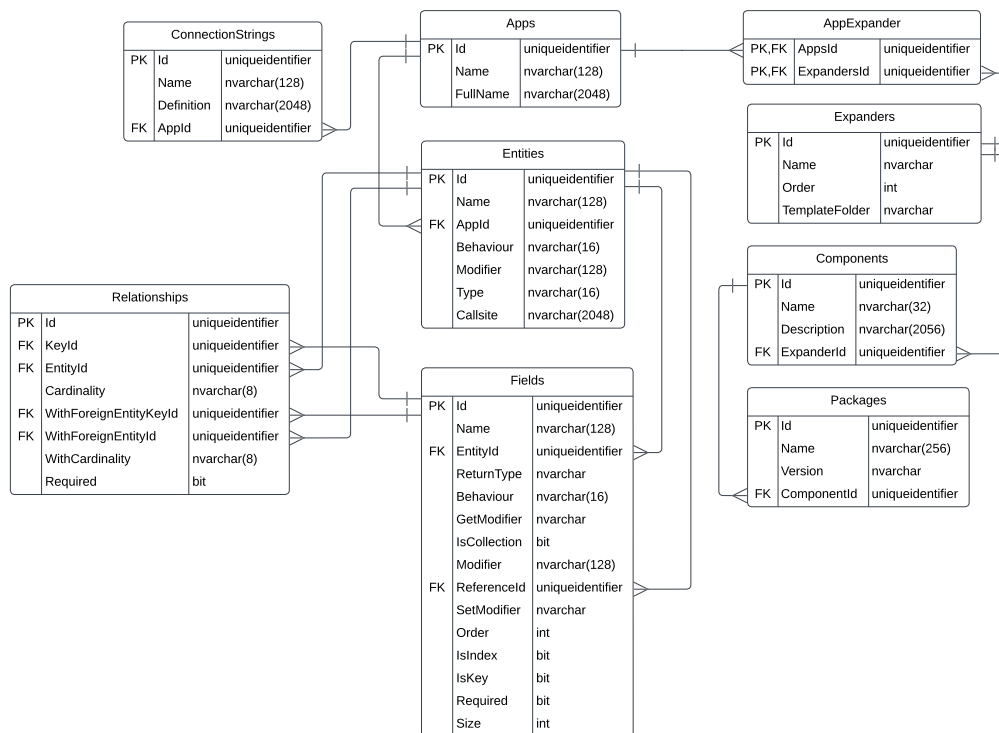 ConnectionStrings
PK Id uniqueidentifier
Name nvarchar(128)
Definition nvarchar(2048)
FK AppId uniqueidentifier
Apps
PK Id uniqueidentifier
Name nvarchar(128)
FullName nvarchar(2048)
AppExpander
PK,FK AppsId uniqueidentifier
PK,FK ExpandersId uniqueidentifier
Expanders
PK Id uniqueidentifier
Name nvarchar
Order int
TemplateFolder nvarchar
Entities
PK Id uniqueidentifier
Name nvarchar(128)
FK AppId uniqueidentifier
Behaviour nvarchar(16)
Modifier nvarchar(128)
Type nvarchar(16)
Callsite nvarchar(2048)
Components
PK Id uniqueidentifier
Name nvarchar(32)
Description nvarchar(2056)
FK ExpanderId uniqueidentifier
Relationships
PK Id uniqueidentifier
FK KeyId uniqueidentifier
FK EntityId uniqueidentifier
Cardinality nvarchar(8)
FK WithForeignEntityKeyId uniqueidentifier
FK WithForeignEntityId uniqueidentifier
WithCardinality nvarchar(8)
Required bit
Fields
PK Id uniqueidentifier
Name nvarchar(128)
FK EntityId uniqueidentifier
ReturnType nvarchar
Behaviour nvarchar(16)
GetModifier nvarchar
IsCollection bit
Modifier nvarchar(128)
FK ReferenceId uniqueidentifier
SetModifier nvarchar
Order int
IsIndex bit
IsKey bit
Required bit
Size int
Packages
PK Id uniqueidentifier
Name nvarchar(256)
Version nvarchar
FK ComponentId uniqueidentifier